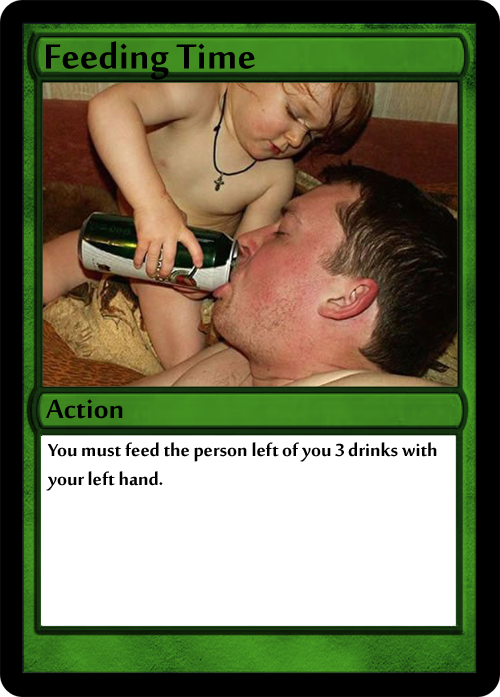 Feeding Time
Action
You must feed the person left of you 3 drinks with
your left hand.